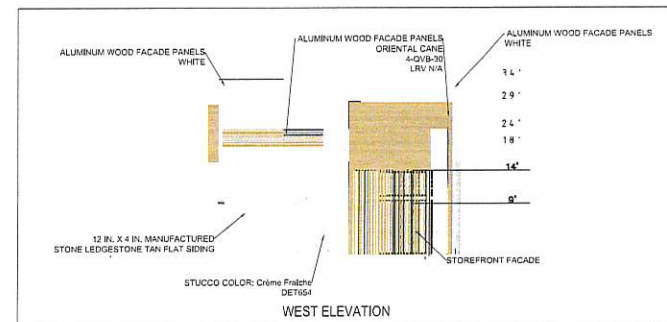 ALUMINUM WOOD FACADE PANELS
WHITE
ALUMINUM WOOD FACADE PANELS
ORIENTAL CANE
4-QVB-30
LRV N/A
ALUMINUM WOOD FACADE PANELS
WHITE
34'
29'
24'
18'
14'
9'
12 IN. X 4 IN. MANUFACTURED
STONE LEDGESTONE TAN FLAT SIDING
STUCCO COLOR: Crème Fraîche
DET654
STOREFRONT FACADE
WEST ELEVATION